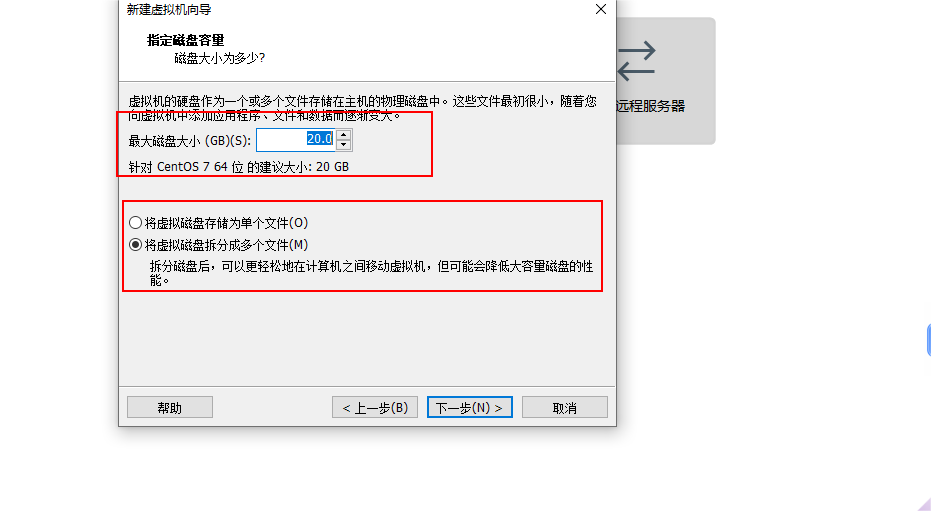 新建虚拟机向导
指定磁盘容量
磁盘大小为多少?
远程服务器
虚拟机的硬盘作为一个或多个文件存储在主机的物理磁盘中。这些文件最初很小，随着您
向虚拟机中添加应用程序、文件和数据而逐渐变大。
最大磁盘大小 (GB)(S): 20.0
针对 CentOS 7 64 位 的建议大小: 20 GB
将虚拟磁盘存储为单个文件(O)
将虚拟磁盘拆分成多个文件(M)
拆分磁盘后，可以更轻松地在计算机之间移动虚拟机，但可能会降低大容量磁盘的性
能。
帮助 < 上一步(B) 下一步(N) > 取消